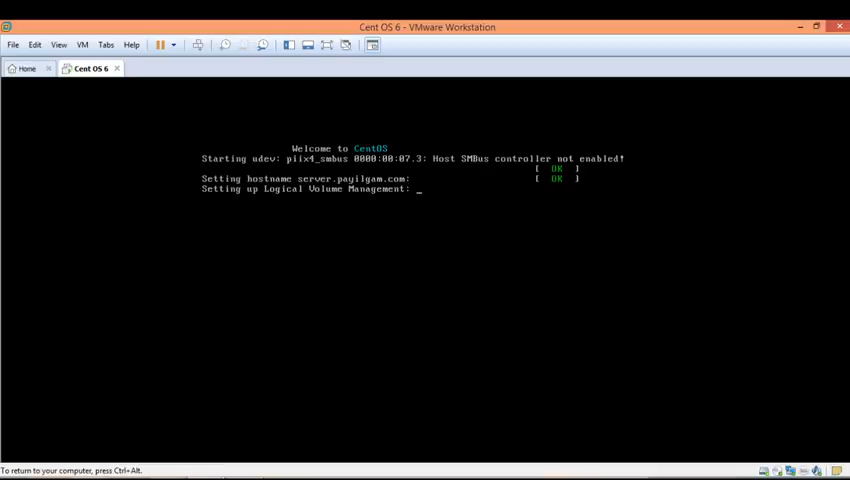 Cent OS 6 - VMware Workstation
File Edit View VM Tabs Help
Home Cent OS 6
Welcome to CentOS
Starting udev: piix4_smbus 0000:00:07.3: Host SMBus controller not enabled!
[ OK ]
Setting hostname server.payilgam.com: [ OK ]
Setting up Logical Volume Management: _
To return to your computer, press Ctrl+Alt.